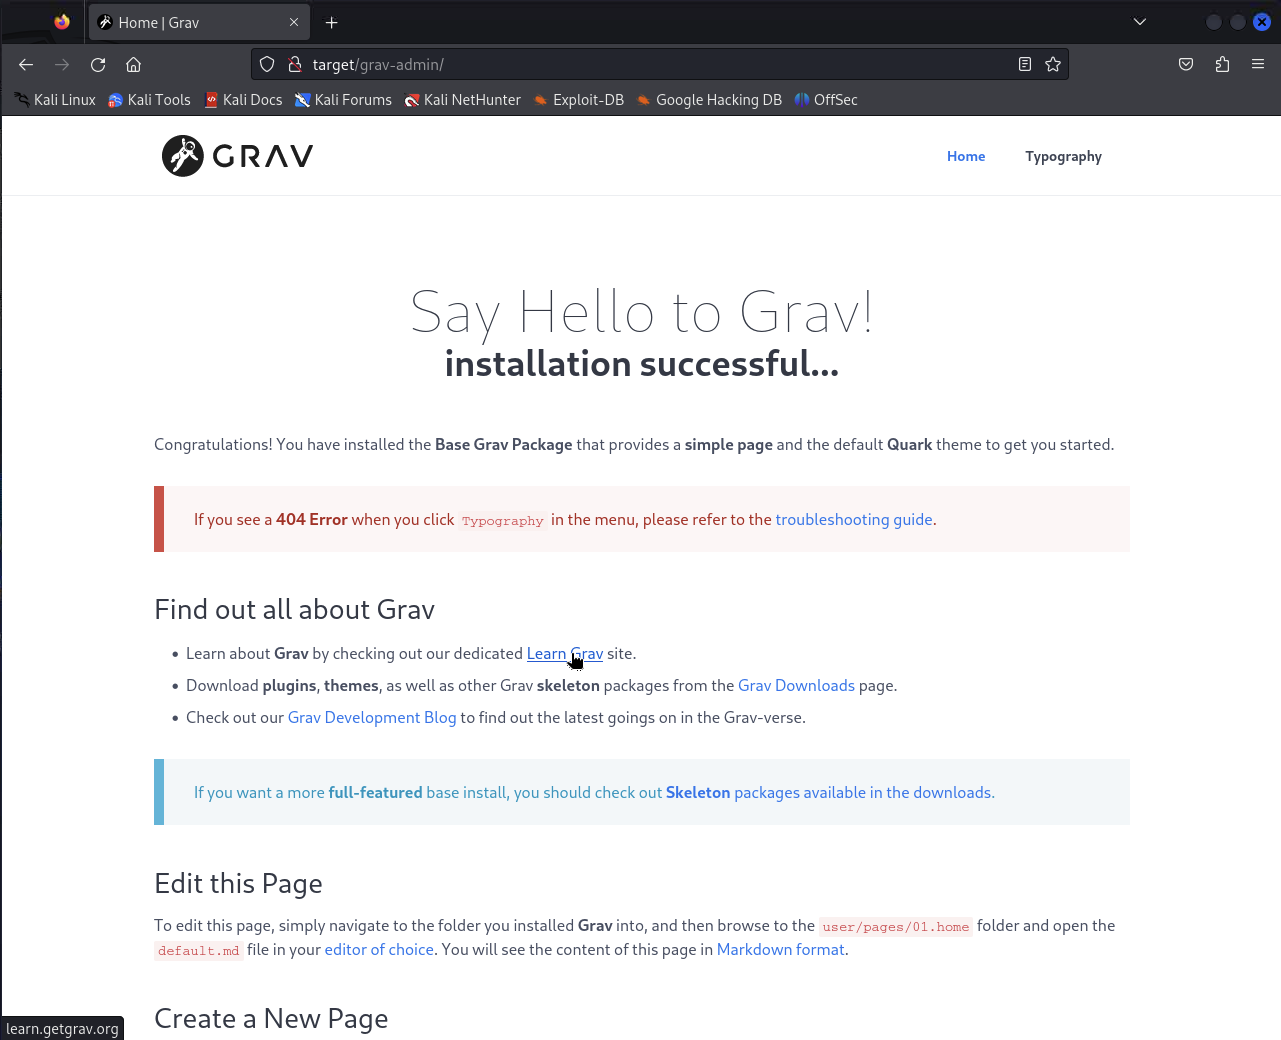 Home | Grav
target/grav-admin/
Kali Linux Kali Tools Kali Docs Kali Forums Kali NetHunter Exploit-DB Google Hacking DB OffSec
GRAV
Home Typography
Say Hello to Grav!
installation successful...
Congratulations! You have installed the Base Grav Package that provides a simple page and the default Quark theme to get you started.
If you see a 404 Error when you click Typography in the menu, please refer to the troubleshooting guide.
Find out all about Grav
• Learn about Grav by checking out our dedicated Learn Grav site.
• Download plugins, themes, as well as other Grav skeleton packages from the Grav Downloads page.
• Check out our Grav Development Blog to find out the latest goings on in the Grav-verse.
If you want a more full-featured base install, you should check out Skeleton packages available in the downloads.
Edit this Page
To edit this page, simply navigate to the folder you installed Grav into, and then browse to the user/pages/01.home folder and open the
default.md file in your editor of choice. You will see the content of this page in Markdown format.
Create a New Page
learn.getgrav.org